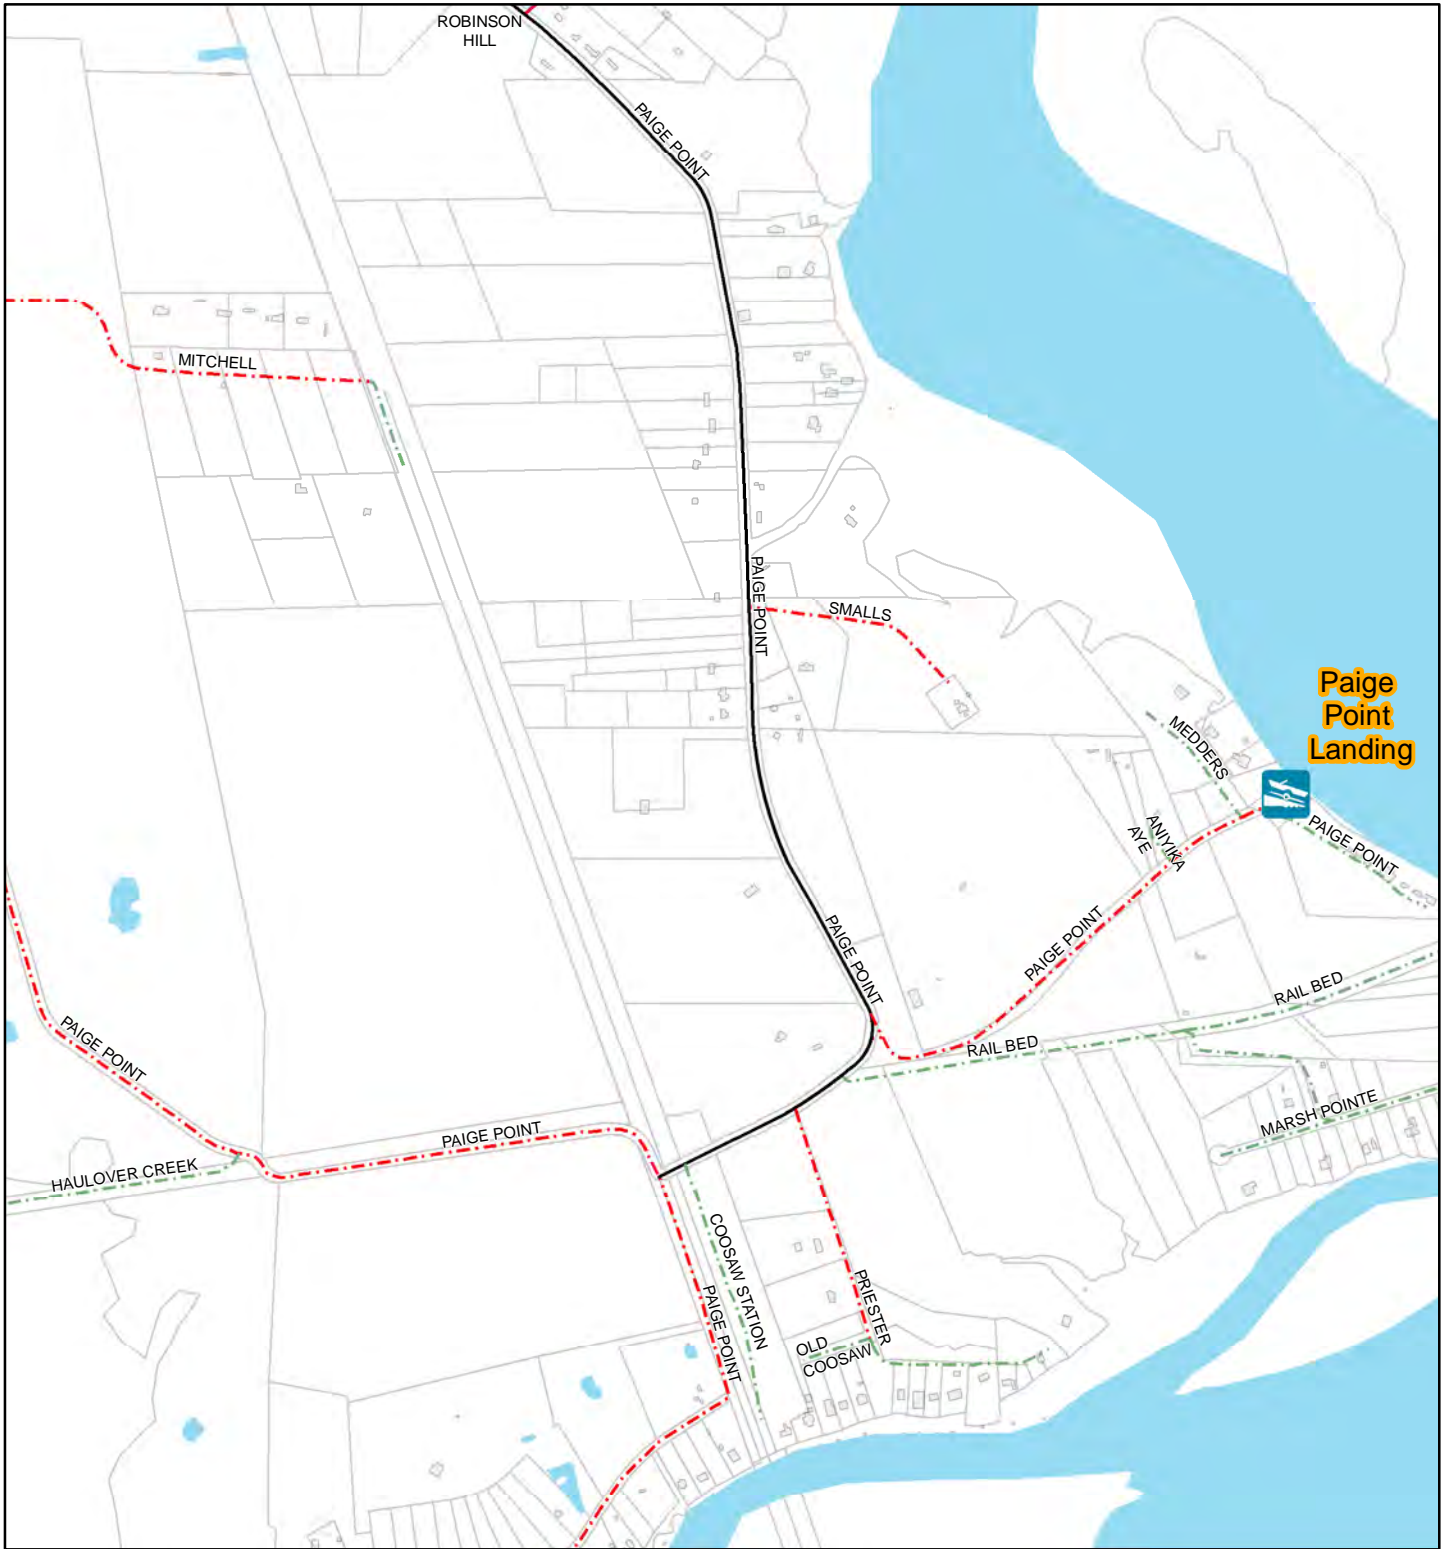 ROBINSON
HILL
PAIGE POINT
MITCHELL
PAIGE POINT
SMALLS
Paige
Point
Landing
MEDDERS
ANIYIKA
AYE
PAIGE POINT
PAIGE POINT
PAIGE POINT
RAIL BED
RAIL BED
PAIGE POINT
MARSH POINTE
PAIGE POINT
HAULOVER CREEK
COOSAW STATION
PAIGE POINT
PRIESTER
OLD
COOSAW